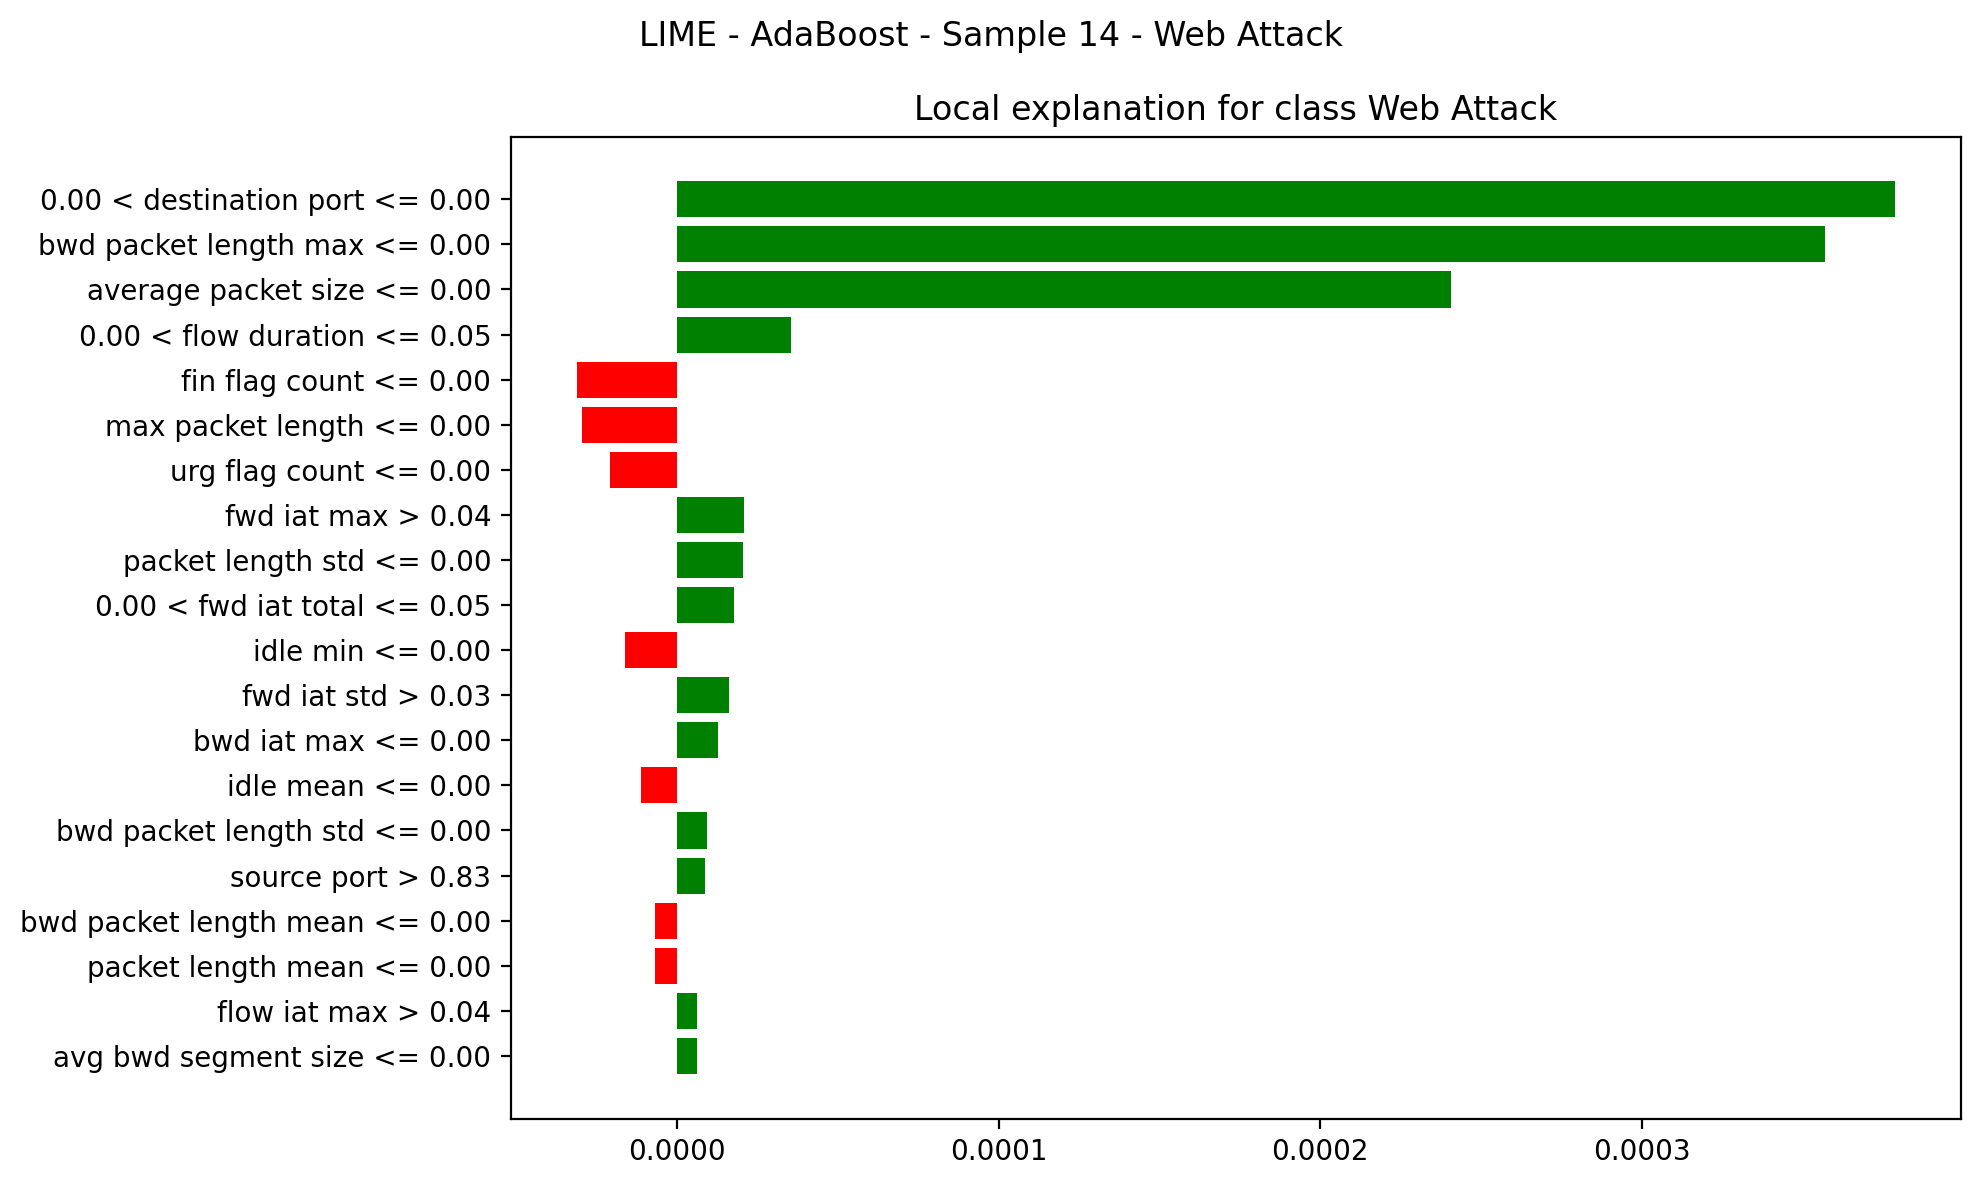 LIME - AdaBoost - Sample 14 - Web Attack
Local explanation for class Web Attack
0.00 < destination port <= 0.00
bwd packet length max <= 0.00
average packet size <= 0.00
0.00 < flow duration <= 0.05
fin flag count <= 0.00
max packet length <= 0.00
urg flag count <= 0.00
fwd iat max > 0.04
packet length std <= 0.00
0.00 < fwd iat total <= 0.05
idle min <= 0.00
fwd iat std > 0.03
bwd iat max <= 0.00
idle mean <= 0.00
bwd packet length std <= 0.00
source port > 0.83
bwd packet length mean <= 0.00
packet length mean <= 0.00
flow iat max > 0.04
avg bwd segment size <= 0.00
0.0000 0.0001 0.0002 0.0003